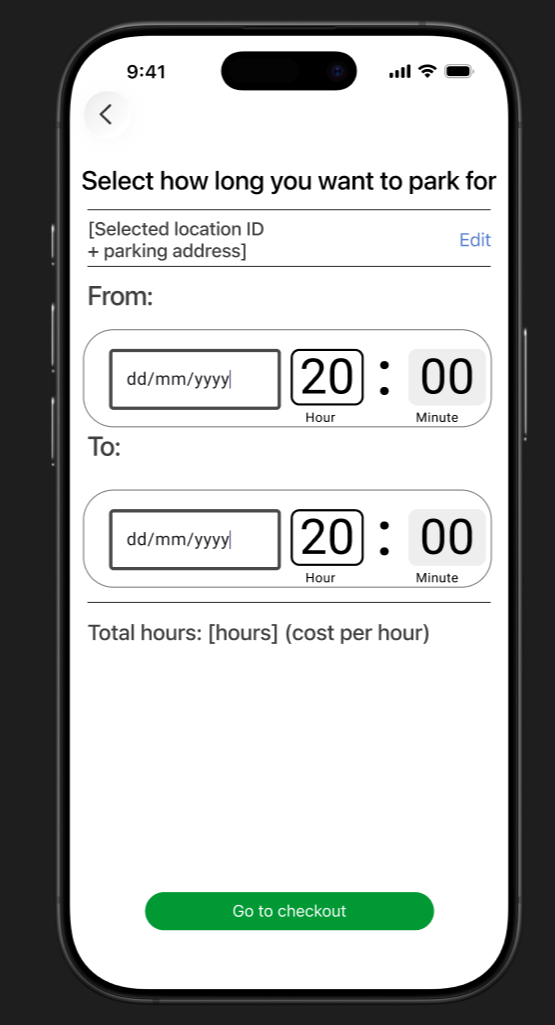 9:41
Select how long you want to park for
[Selected location ID
+ parking address]
Edit
From:
dd/mm/yyyy
20 : 00
Hour
Minute
To:
dd/mm/yyyy
20 : 00
Hour
Minute
Total hours: [hours] (cost per hour)
Go to checkout